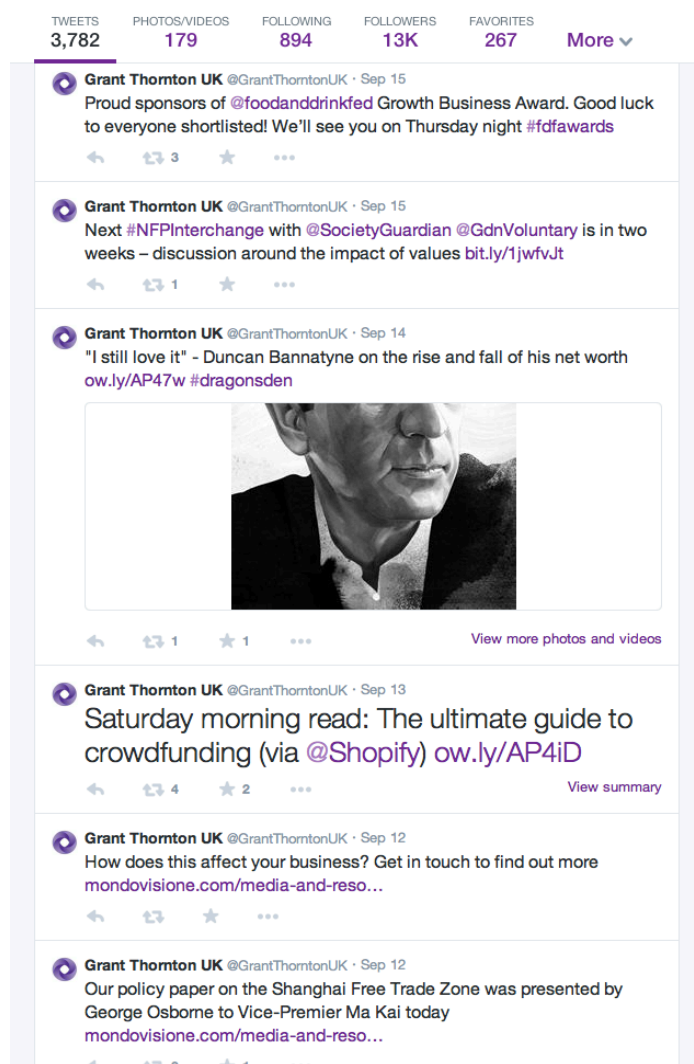 TWEETS PHOTOS/VIDEOS FOLLOWING FOLLOWERS FAVORITES
3,782 179 894 13K 267 More
Grant Thornton UK @GrantThorntonUK · Sep 15
Proud sponsors of @foodanddrinkfed Growth Business Award. Good luck
to everyone shortlisted! We'll see you on Thursday night #fdfawards
3
Grant Thornton UK @GrantThorntonUK · Sep 15
Next #NFPInterchange with @SocietyGuardian @GdnVoluntary is in two
weeks – discussion around the impact of values bit.ly/1jwfvJt
1
Grant Thornton UK @GrantThorntonUK · Sep 14
"I still love it" - Duncan Bannatyne on the rise and fall of his net worth
ow.ly/AP47w #dragonsden
1 1 View more photos and videos
Grant Thornton UK @GrantThorntonUK · Sep 13
Saturday morning read: The ultimate guide to
crowdfunding (via @Shopify) ow.ly/AP4iD
4 2 View summary
Grant Thornton UK @GrantThorntonUK · Sep 12
How does this affect your business? Get in touch to find out more
mondovisione.com/media-and-reso…
Grant Thornton UK @GrantThorntonUK · Sep 12
Our policy paper on the Shanghai Free Trade Zone was presented by
George Osborne to Vice-Premier Ma Kai today
mondovisione.com/media-and-reso…